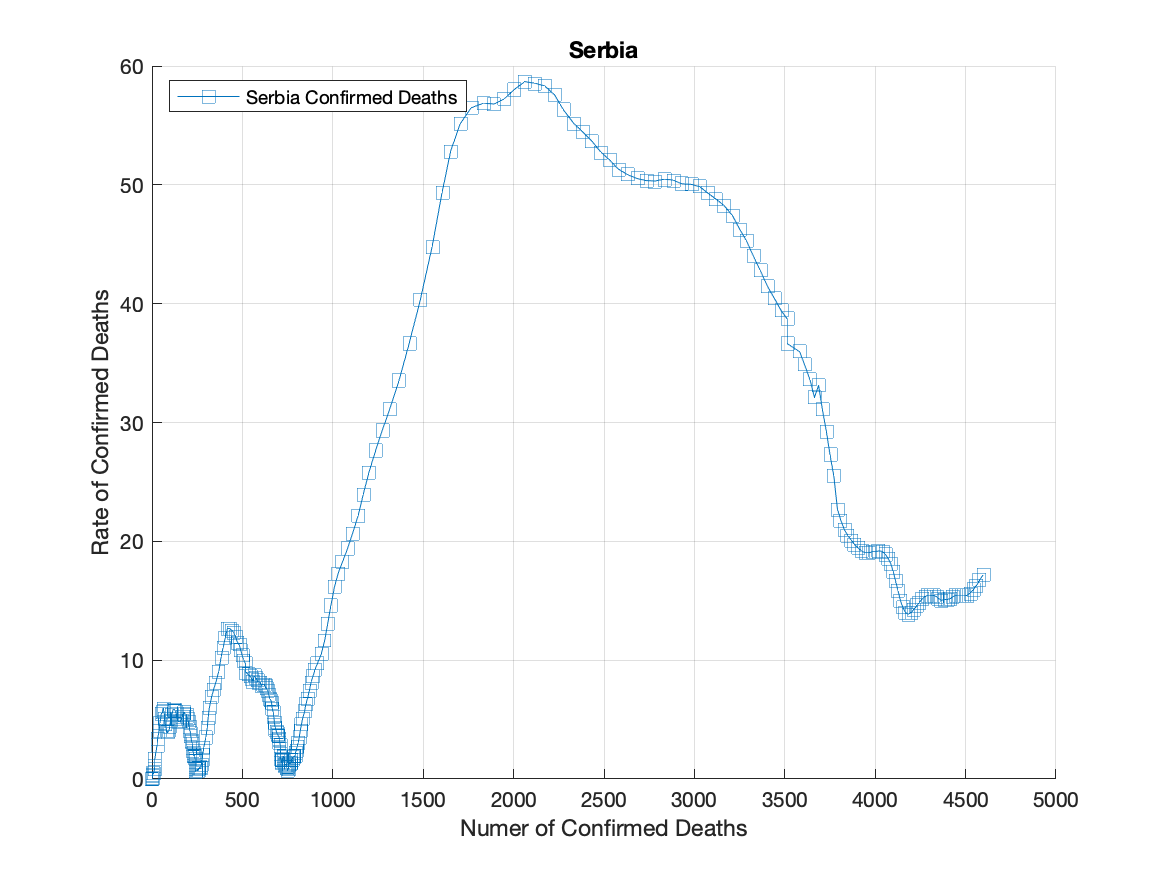 Serbia
Serbia Confirmed Deaths
Rate of Confirmed Deaths
60
50
40
30
20
10
0
0 500 1000 1500 2000 2500 3000 3500 4000 4500 5000
Numer of Confirmed Deaths